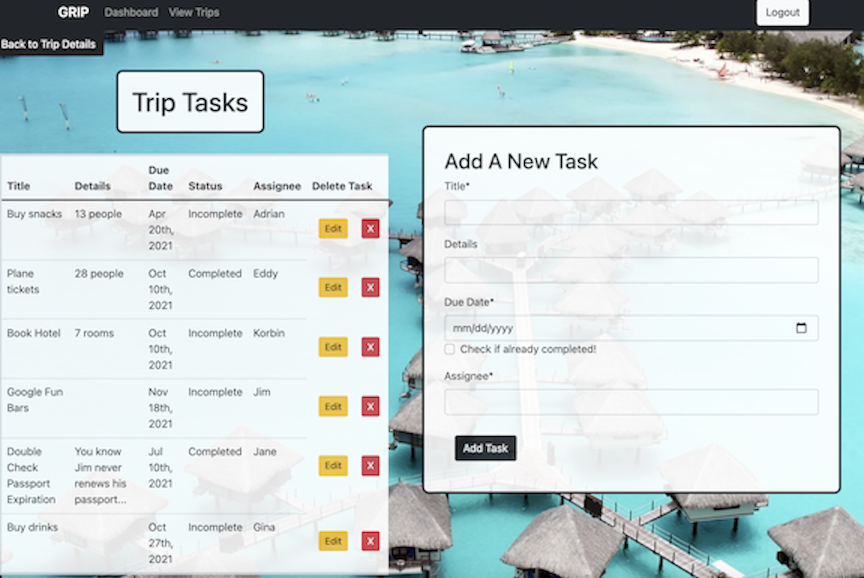 GRIP Dashboard View Trips Logout
Back to Trip Details
Trip Tasks
Title Details Due Date Status Assignee Delete Task
Buy snacks 13 people Apr 20th, 2021 Incomplete Adrian Edit X
Plane tickets 28 people Oct 10th, 2021 Completed Eddy Edit X
Book Hotel 7 rooms Oct 10th, 2021 Incomplete Korbin Edit X
Google Fun Bars Nov 18th, 2021 Incomplete Jim Edit X
Double Check Passport Expiration You know Jim never renews his passport... Jul 10th, 2021 Completed Jane Edit X
Buy drinks Oct 27th, 2021 Incomplete Gina Edit X
Add A New Task
Title*
Details
Due Date*
mm/dd/yyyy
Check if already completed!
Assignee*
Add Task